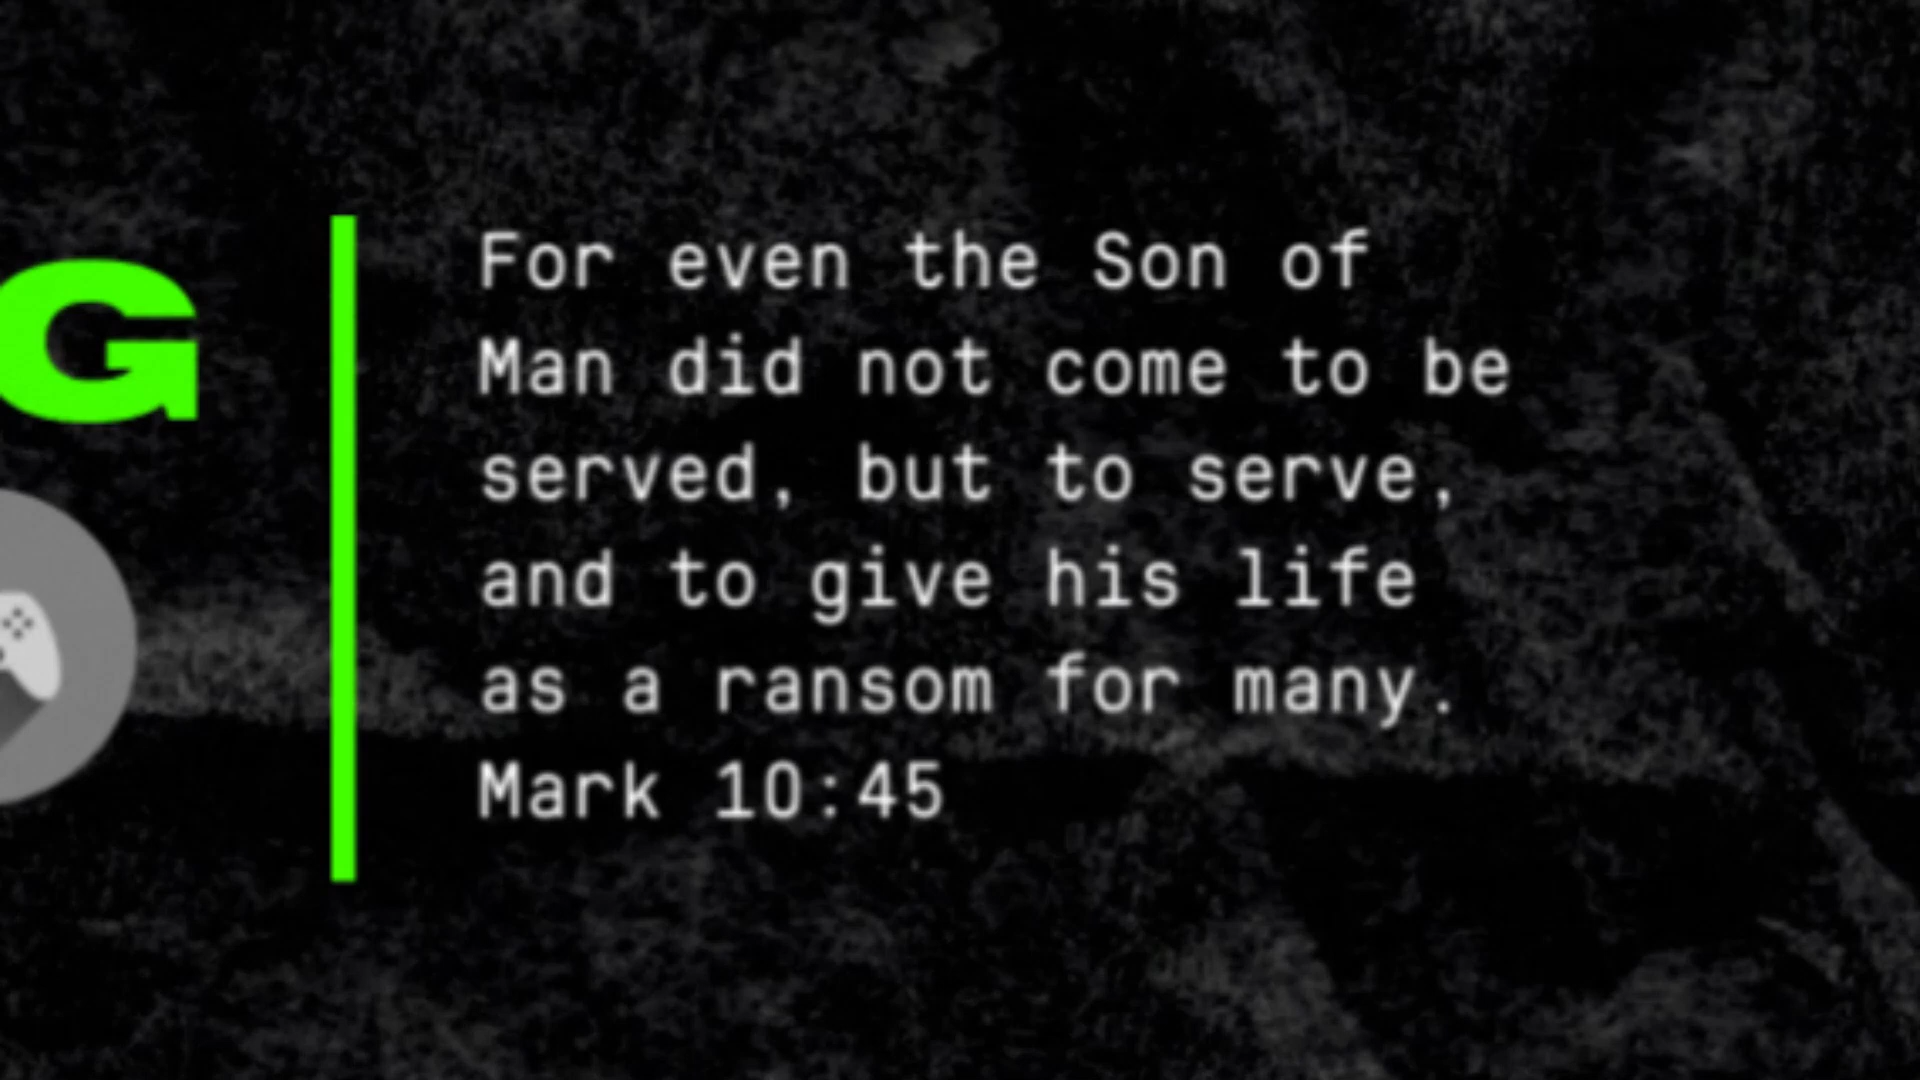 G
For even the Son of
Man did not come to be
served, but to serve,
and to give his life
as a ransom for many.
Mark 10:45